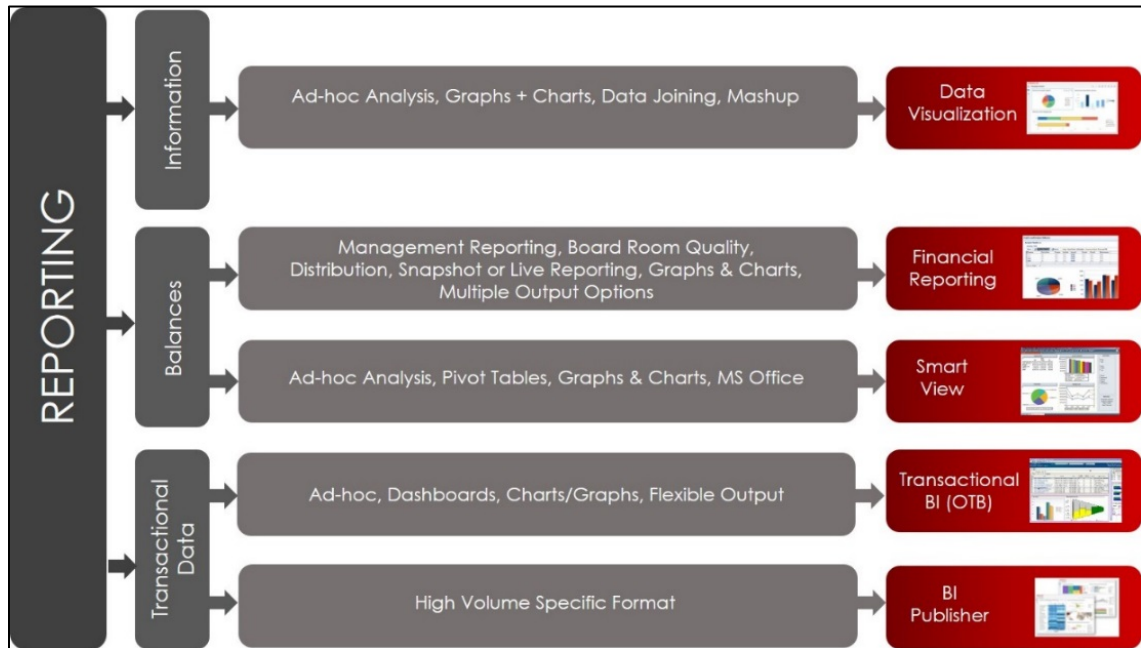 REPORTING
Information
Ad-hoc Analysis, Graphs + Charts, Data Joining, Mashup
Data
Visualization
Balances
Management Reporting, Board Room Quality,
Distribution, Snapshot or Live Reporting, Graphs & Charts,
Multiple Output Options
Financial
Reporting
Ad-hoc Analysis, Pivot Tables, Graphs & Charts, MS Office
Smart
View
Transactional
Data
Ad-hoc, Dashboards, Charts/Graphs, Flexible Output
Transactional
BI (OTB)
High Volume Specific Format
BI
Publisher